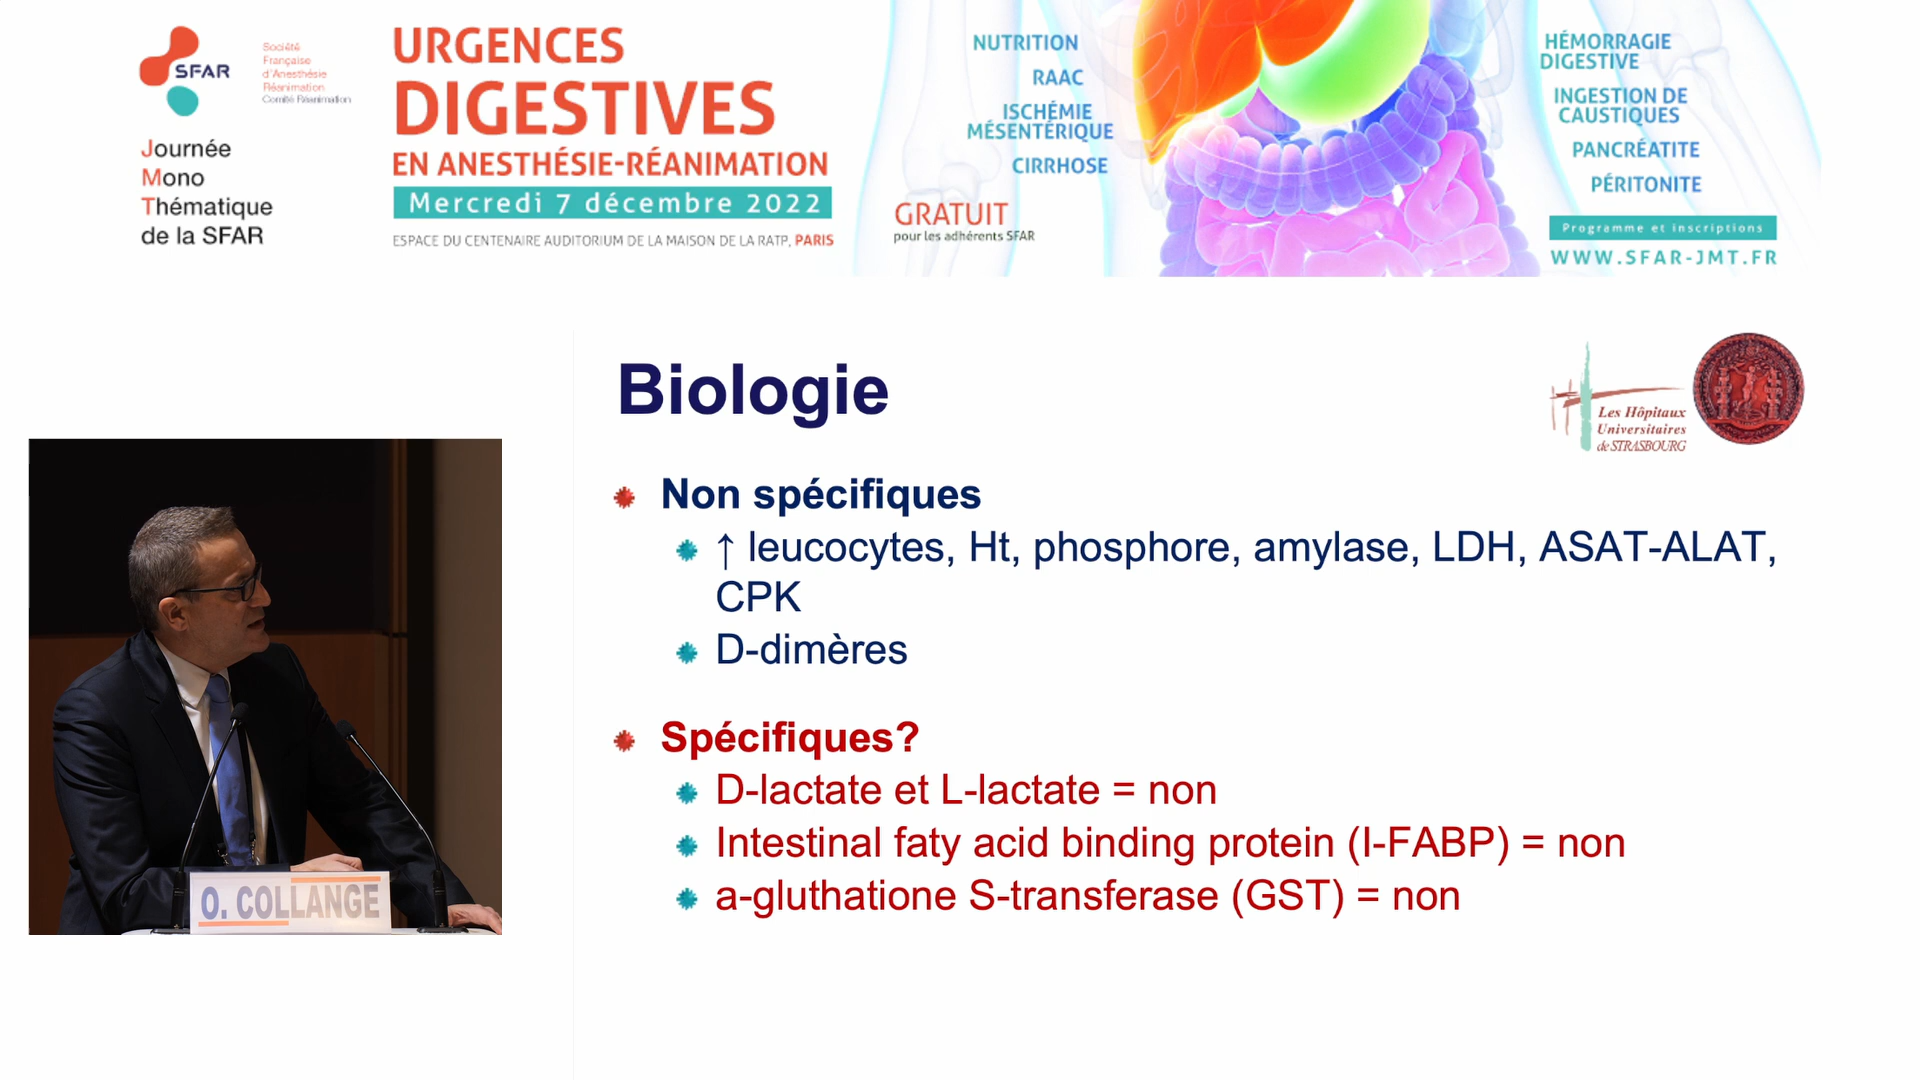 SFAR
Société
Française
d'Anesthésie
Réanimation
Comité Réanimation
Journée
Mono
Thématique
de la SFAR
URGENCES
DIGESTIVES
EN ANESTHÉSIE-RÉANIMATION
Mercredi 7 décembre 2022
ESPACE DU CENTENAIRE AUDITORIUM DE LA MAISON DE LA RATP, PARIS
NUTRITION
RAAC
ISCHÉMIE
MÉSENTÉRIQUE
CIRRHOSE
GRATUIT
pour les adhérents SFAR
HÉMORRAGIE
DIGESTIVE
INGESTION DE
CAUSTIQUES
PANCRÉATITE
PÉRITONITE
Programme et inscriptions
WWW.SFAR-JMT.FR
Biologie
Les Hôpitaux
Universitaires
de STRASBOURG
Non spécifiques
↑ leucocytes, Ht, phosphore, amylase, LDH, ASAT-ALAT,
CPK
D-dimères
Spécifiques?
D-lactate et L-lactate = non
Intestinal faty acid binding protein (I-FABP) = non
a-gluthatione S-transferase (GST) = non
O. COLLANGE